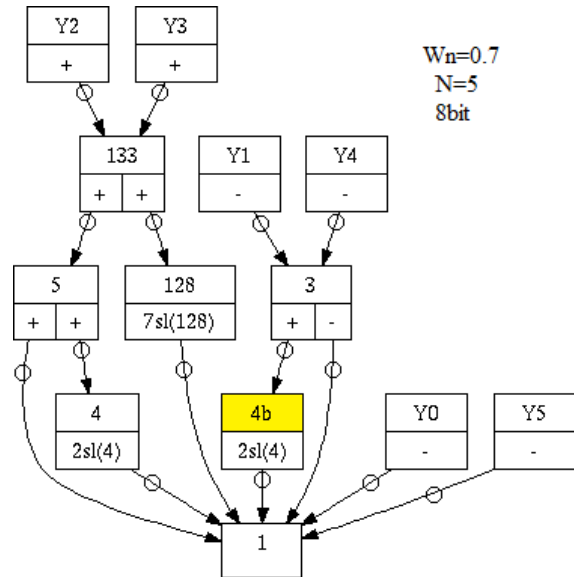 Y2 Y3
+ +
Wn=0.7
N=5
8bit
133
+ +
Y1 Y4
- -
5 128 3
+ + 7sl(128) + -
4 4b Y0 Y5
2sl(4) 2sl(4) - -
1